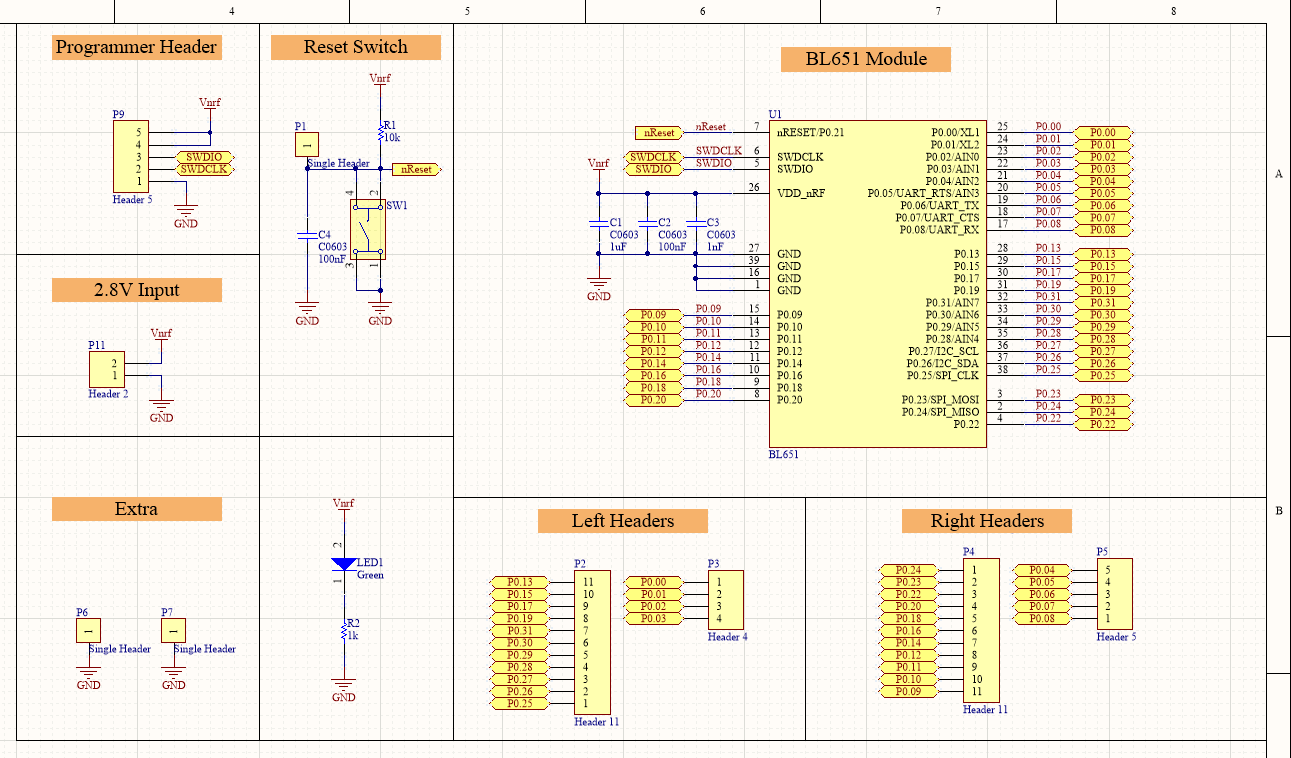 4
5
6
7
8
Programmer Header
P9
Vnrf
5
4
3 SWDIO
2 SWDCLK
1
Header 5
GND
Reset Switch
Vnrf
P1
1
Single Header
R1
10k
nReset
4
2
SW1
3
1
C4
C0603
100nF
GND
GND
2.8V Input
Vnrf
P11
2
1
Header 2
GND
Extra
P6
1
Single Header
GND
P7
1
Single Header
GND
Vnrf
2
LED1
Green
1
R2
1k
GND
BL651 Module
U1
nReset nReset 7 nRESET/P0.21
SWDCLK SWDCLK 6 SWDCLK
SWDIO SWDIO 5 SWDIO
Vnrf
26 VDD_nRF
C1
C0603
1uF
C2
C0603
100nF
C3
C0603
1nF
GND
27 GND
39 GND
16 GND
1 GND
P0.09 P0.09 15 P0.09
P0.10 P0.10 14 P0.10
P0.11 P0.11 13 P0.11
P0.12 P0.12 12 P0.12
P0.14 P0.14 11 P0.14
P0.16 P0.16 10 P0.16
P0.18 P0.18 9 P0.18
P0.20 P0.20 8 P0.20
P0.00/XL1 25 P0.00 P0.00
P0.01/XL2 24 P0.01 P0.01
P0.02/AIN0 23 P0.02 P0.02
P0.03/AIN1 22 P0.03 P0.03
P0.04/AIN2 21 P0.04 P0.04
P0.05/UART_RTS/AIN3 20 P0.05 P0.05
P0.06/UART_TX 19 P0.06 P0.06
P0.07/UART_CTS 18 P0.07 P0.07
P0.08/UART_RX 17 P0.08 P0.08
P0.13 28 P0.13 P0.13
P0.15 29 P0.15 P0.15
P0.17 30 P0.17 P0.17
P0.19 31 P0.19 P0.19
P0.31/AIN7 32 P0.31 P0.31
P0.30/AIN6 33 P0.30 P0.30
P0.29/AIN5 34 P0.29 P0.29
P0.28/AIN4 35 P0.28 P0.28
P0.27/I2C_SCL 36 P0.27 P0.27
P0.26/I2C_SDA 37 P0.26 P0.26
P0.25/SPI_CLK 38 P0.25 P0.25
P0.23/SPI_MOSI 3 P0.23 P0.23
P0.24/SPI_MISO 2 P0.24 P0.24
P0.22 4 P0.22 P0.22
BL651
A
B
Left Headers
P2
P0.13 11
P0.15 10
P0.17 9
P0.19 8
P0.31 7
P0.30 6
P0.29 5
P0.28 4
P0.27 3
P0.26 2
P0.25 1
Header 11
P3
P0.00 1
P0.01 2
P0.02 3
P0.03 4
Header 4
Right Headers
P4
P0.24 1
P0.23 2
P0.22 3
P0.20 4
P0.18 5
P0.16 6
P0.14 7
P0.12 8
P0.11 9
P0.10 10
P0.09 11
Header 11
P5
P0.04 5
P0.05 4
P0.06 3
P0.07 2
P0.08 1
Header 5